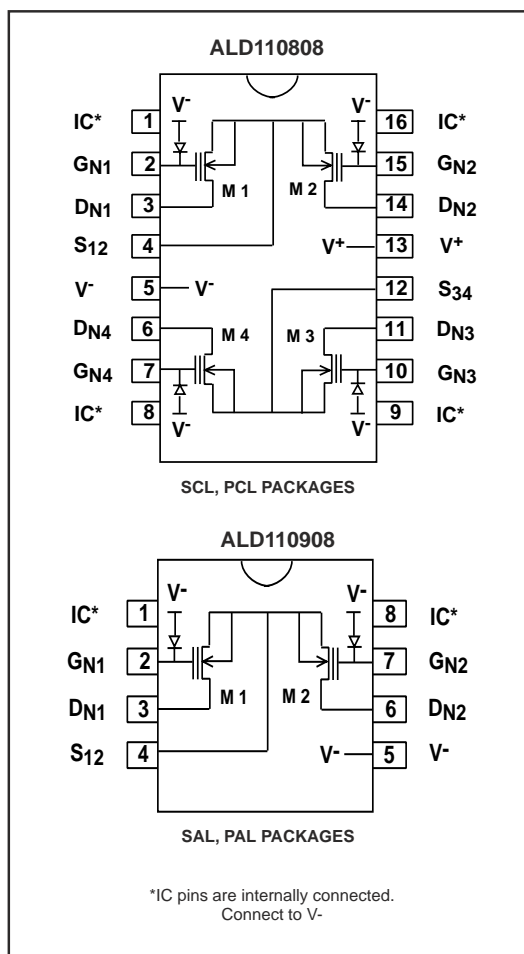 ALD110808
IC* 1 V- V- 16 IC*
GN1 2 15 GN2
M 1 M 2
DN1 3 14 DN2
S12 4 V+ 13 V+
V- 5 V- 12 S34
DN4 6 M 4 M 3 11 DN3
GN4 7 10 GN3
IC* 8 V- V- 9 IC*
SCL, PCL PACKAGES
ALD110908
V- V-
IC* 1 8 IC*
GN1 2 7 GN2
DN1 3 M 1 M 2 6 DN2
S12 4 V- 5 V-
SAL, PAL PACKAGES
*IC pins are internally connected.
Connect to V-